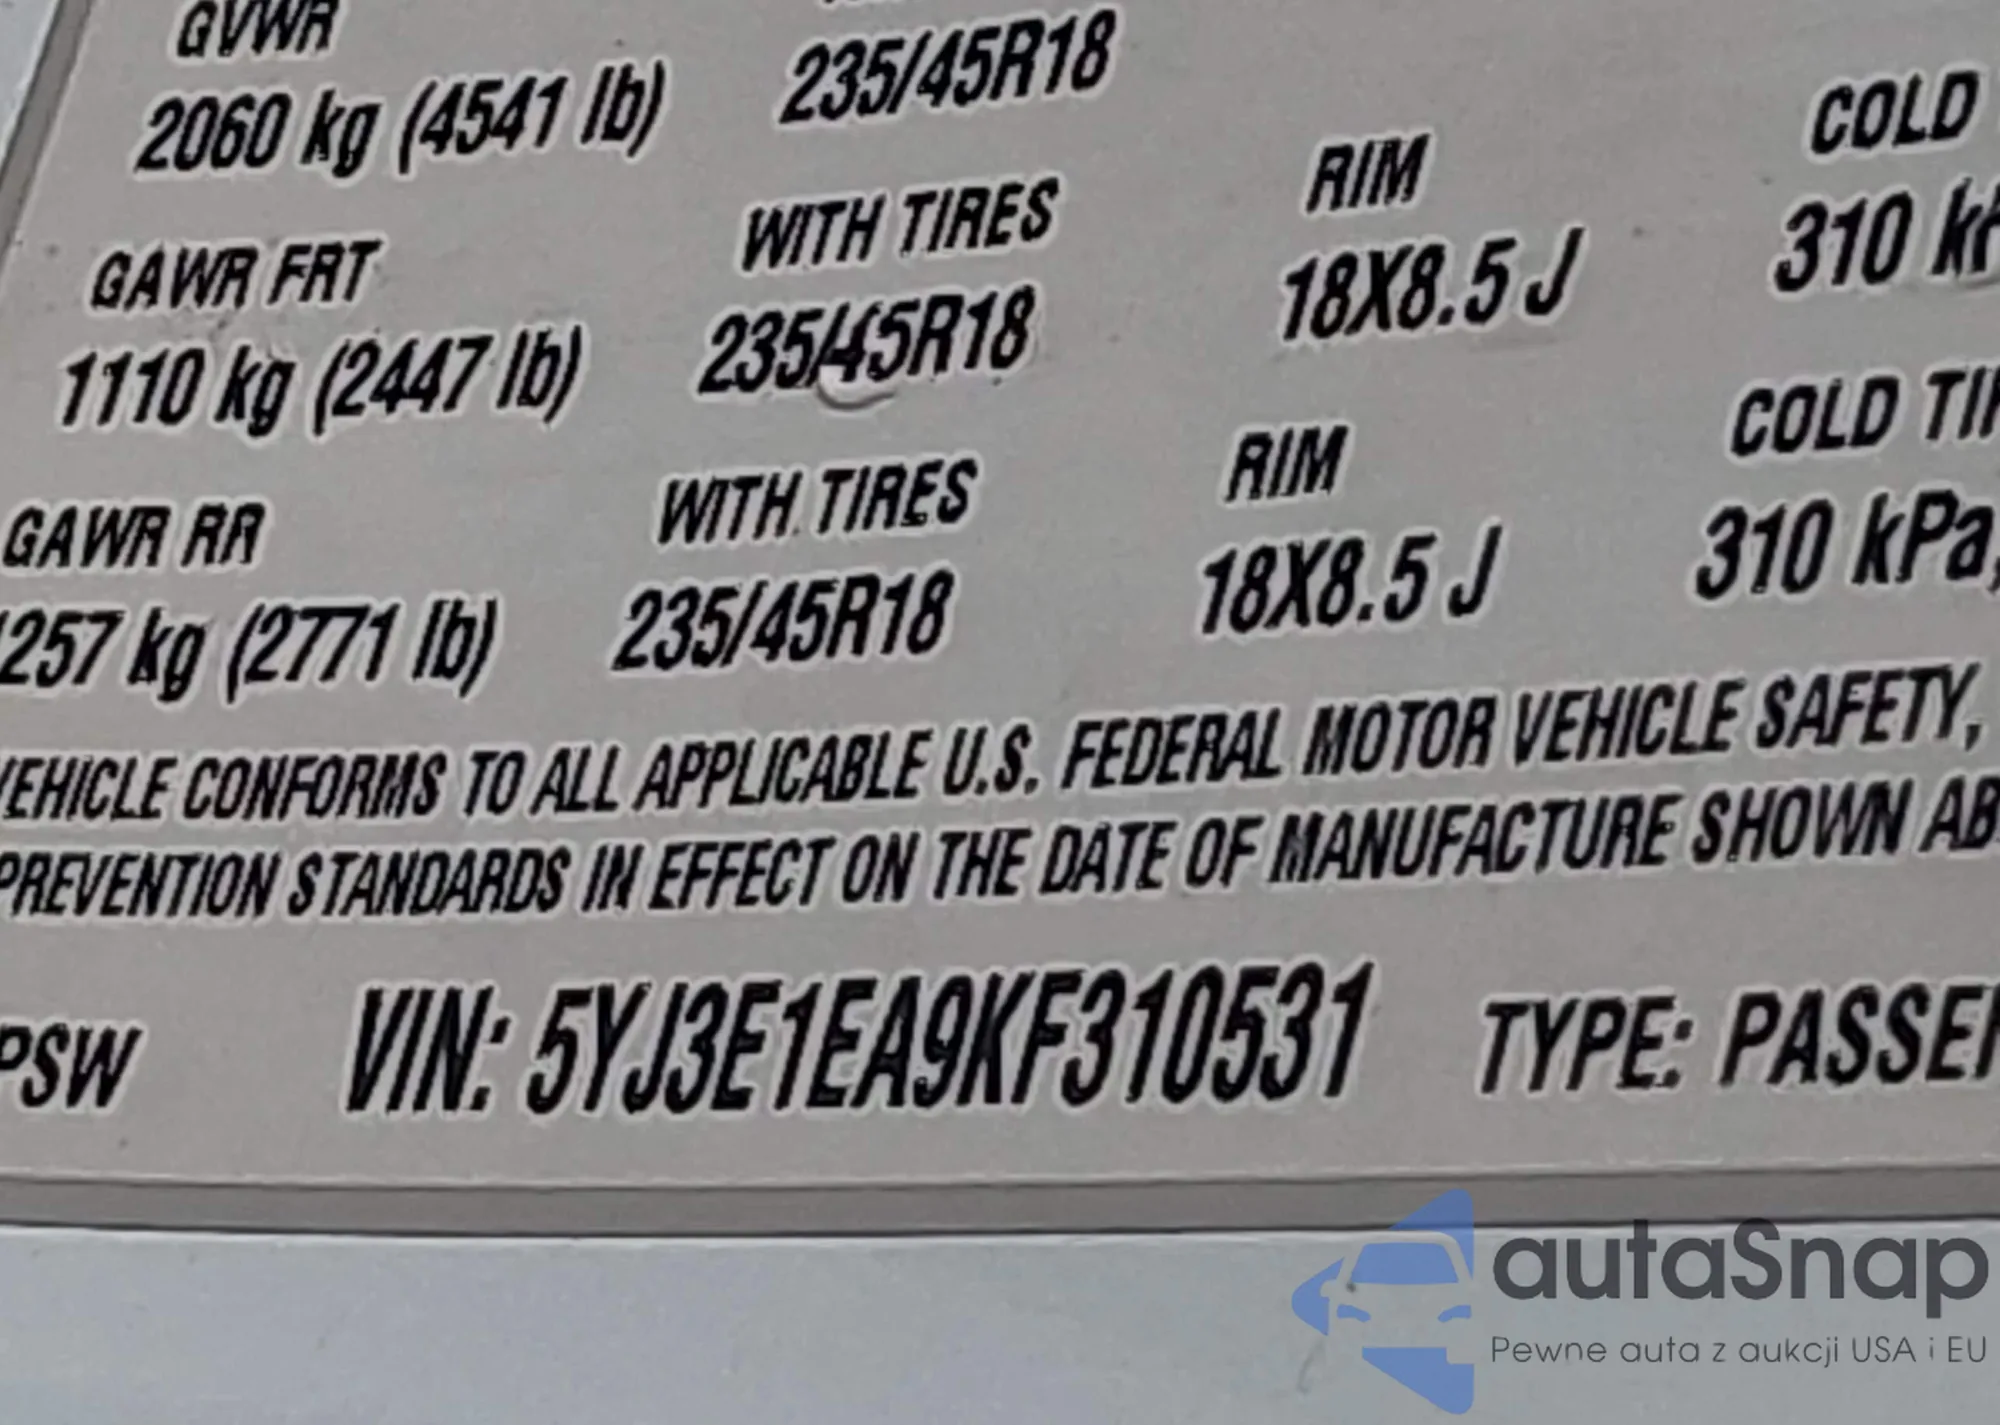 GVWR
2060 kg (4541 lb) 235/45R18
GAWR FRT WITH TIRES RIM COLD
1110 kg (2447 lb) 235/45R18 18X8.5 J 310
GAWR RR WITH TIRES RIM COLD
257 kg (2771 lb) 235/45R18 18X8.5 J 310 kPa,
VEHICLE CONFORMS TO ALL APPLICABLE U.S. FEDERAL MOTOR VEHICLE SAFETY,
PREVENTION STANDARDS IN EFFECT ON THE DATE OF MANUFACTURE SHOWN AB
PSW VIN: 5YJ3E1EA9KF310531 TYPE: PASSE
autaSnap
Pewne auta z aukcji USA i EU